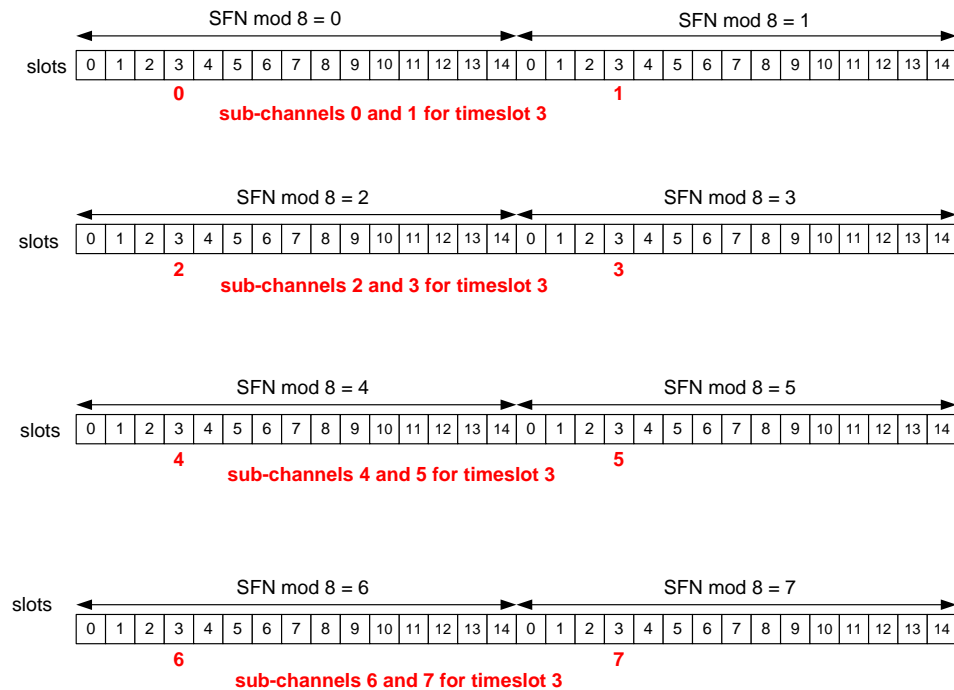 SFN mod 8 = 0 SFN mod 8 = 1
slots 0 1 2 3 4 5 6 7 8 9 10 11 12 13 14 0 1 2 3 4 5 6 7 8 9 10 11 12 13 14
0 1
sub-channels 0 and 1 for timeslot 3
SFN mod 8 = 2 SFN mod 8 = 3
slots 0 1 2 3 4 5 6 7 8 9 10 11 12 13 14 0 1 2 3 4 5 6 7 8 9 10 11 12 13 14
2 3
sub-channels 2 and 3 for timeslot 3
SFN mod 8 = 4 SFN mod 8 = 5
slots 0 1 2 3 4 5 6 7 8 9 10 11 12 13 14 0 1 2 3 4 5 6 7 8 9 10 11 12 13 14
4 5
sub-channels 4 and 5 for timeslot 3
SFN mod 8 = 6 SFN mod 8 = 7
slots
0 1 2 3 4 5 6 7 8 9 10 11 12 13 14 0 1 2 3 4 5 6 7 8 9 10 11 12 13 14
6 7
sub-channels 6 and 7 for timeslot 3